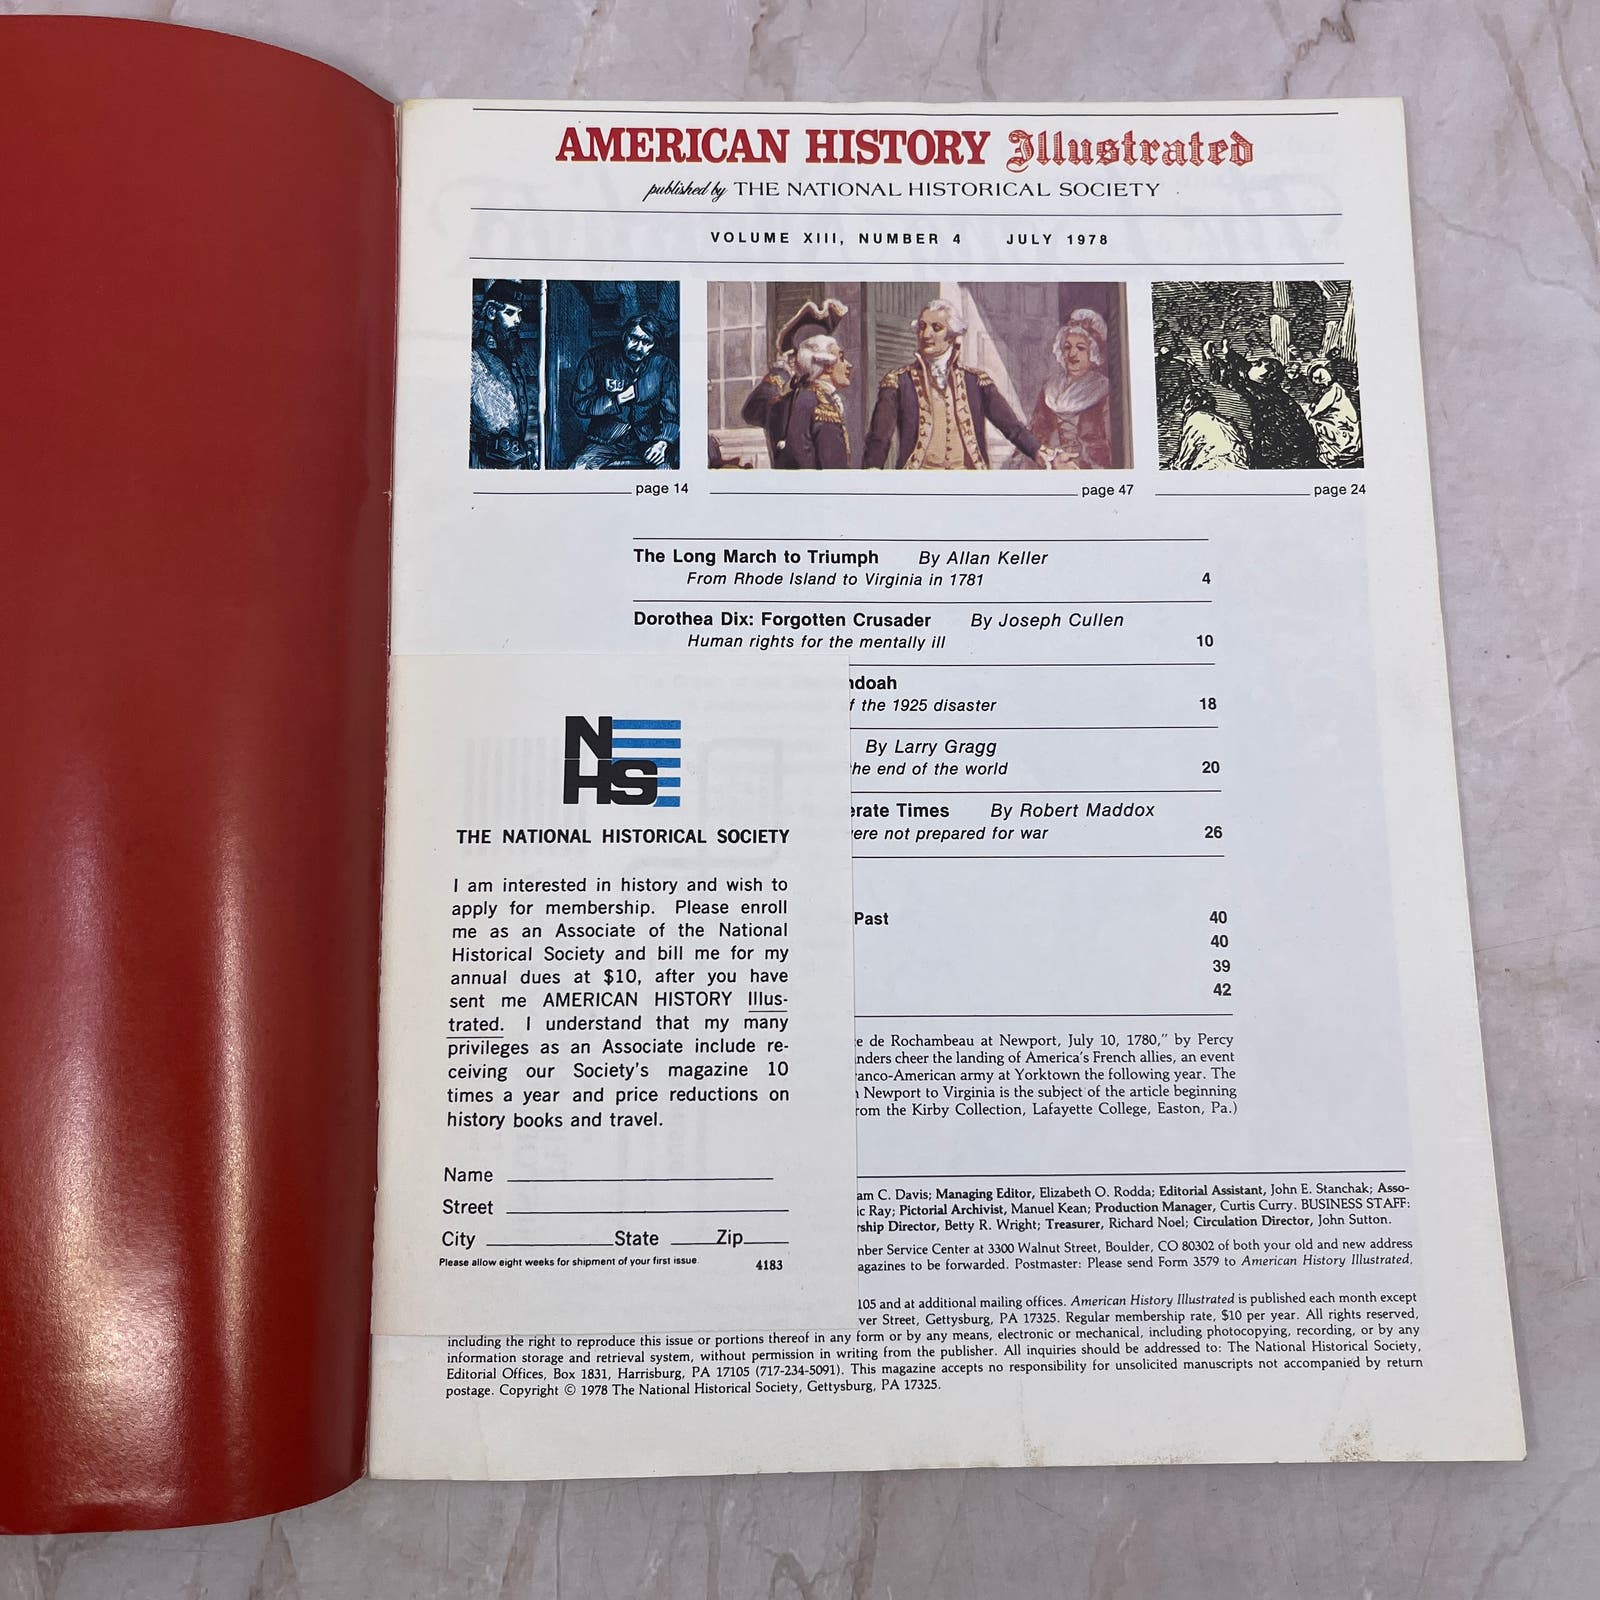 AMERICAN HISTORY Illustrated
published by THE NATIONAL HISTORICAL SOCIETY
VOLUME XIII, NUMBER 4 JULY 1978
page 14
page 47
page 24
The Long March to Triumph By Allan Keller
From Rhode Island to Virginia in 1781 4
Dorothea Dix: Forgotten Crusader By Joseph Cullen
Human rights for the mentally ill 10
ndoah
f the 1925 disaster 18
By Larry Gragg
the end of the world 20
erate Times By Robert Maddox
were not prepared for war 26
Past 40
40
39
42
e de Rochambeau at Newport, July 10, 1780," by Percy
nders cheer the landing of America's French allies, an event
anco-American army at Yorktown the following year. The
n Newport to Virginia is the subject of the article beginning
rom the Kirby Collection, Lafayette College, Easton, Pa.)
am C. Davis; Managing Editor, Elizabeth O. Rodda; Editorial Assistant, John E. Stanchak; Asso-
ic Ray; Pictorial Archivist, Manuel Kean; Production Manager, Curtis Curry. BUSINESS STAFF:
rship Director, Betty R. Wright; Treasurer, Richard Noel; Circulation Director, John Sutton.
mber Service Center at 3300 Walnut Street, Boulder, CO 80302 of both your old and new address
agazines to be forwarded. Postmaster: Please send Form 3579 to American History Illustrated,
105 and at additional mailing offices. American History Illustrated is published each month except
ver Street, Gettysburg, PA 17325. Regular membership rate, $10 per year. All rights reserved,
including the right to reproduce this issue or portions thereof in any form or by any means, electronic or mechanical, including photocopying, recording, or by any
information storage and retrieval system, without permission in writing from the publisher. All inquiries should be addressed to: The National Historical Society,
Editorial Offices, Box 1831, Harrisburg, PA 17105 (717-234-5091). This magazine accepts no responsibility for unsolicited manuscripts not accompanied by return
postage. Copyright © 1978 The National Historical Society, Gettysburg, PA 17325.
N
HS
THE NATIONAL HISTORICAL SOCIETY
I am interested in history and wish to
apply for membership. Please enroll
me as an Associate of the National
Historical Society and bill me for my
annual dues at $10, after you have
sent me AMERICAN HISTORY Illus-
trated. I understand that my many
privileges as an Associate include re-
ceiving our Society's magazine 10
times a year and price reductions on
history books and travel.
Name
Street
City State Zip
Please allow eight weeks for shipment of your first issue. 4183